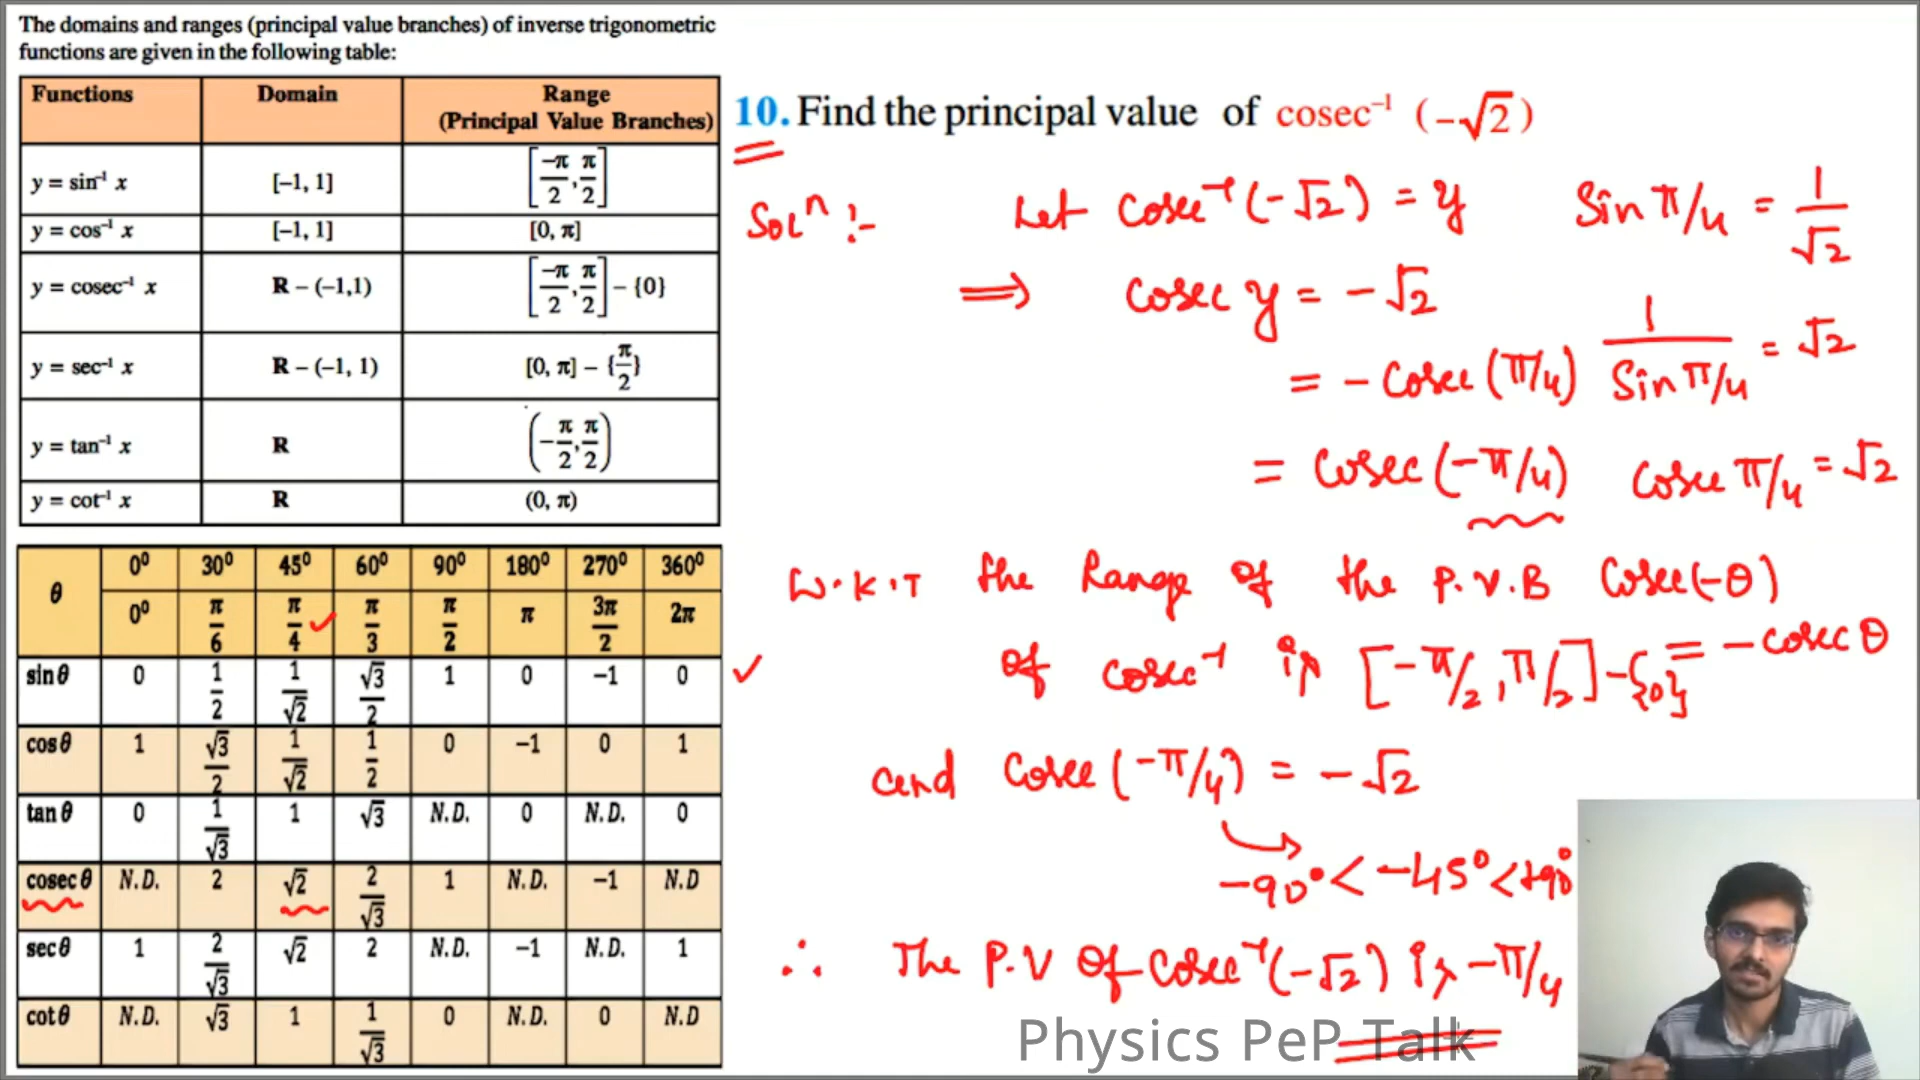 The domains and ranges (principal value branches) of inverse trigonometric
functions are given in the following table:
Functions Domain Range (Principal Value Branches)
y = sin⁻¹ x [–1, 1] [–π/2, π/2]
y = cos⁻¹ x [–1, 1] [0, π]
y = cosec⁻¹ x R – (–1,1) [–π/2, π/2] – {0}
y = sec⁻¹ x R – (–1, 1) [0, π] – {π/2}
y = tan⁻¹ x R (–π/2, π/2)
y = cot⁻¹ x R (0, π)
θ 0⁰ 30⁰ 45⁰ 60⁰ 90⁰ 180⁰ 270⁰ 360⁰
0⁰ π/6 π/4 ✓ π/3 π/2 π 3π/2 2π
sinθ 0 1/2 1/√2 √3/2 1 0 −1 0 ✓
cosθ 1 √3/2 1/√2 1/2 0 −1 0 1
tanθ 0 1/√3 1 √3 N.D. 0 N.D. 0
cosecθ N.D. 2 √2 2/√3 1 N.D. −1 N.D
secθ 1 2/√3 √2 2 N.D. −1 N.D. 1
cotθ N.D. √3 1 1/√3 0 N.D. 0 N.D
10. Find the principal value of cosec⁻¹ (–√2)
Solⁿ :- Let cosec⁻¹(-√2) = y
Sin π/4 = 1/√2
⟹ cosec y = -√2
= - cosec (π/4)
1/Sin π/4 = √2
= cosec (-π/4)
cosec π/4 = √2
W.K.T the Range of the P.V.B
cosec(-θ) = - cosec θ
of cosec⁻¹ is [-π/2, π/2] - {0}
and cosec (-π/4) = -√2
-90° < -45° < +90°
∴ The P.V of cosec⁻¹(-√2) is -π/4
Physics PeP Talk